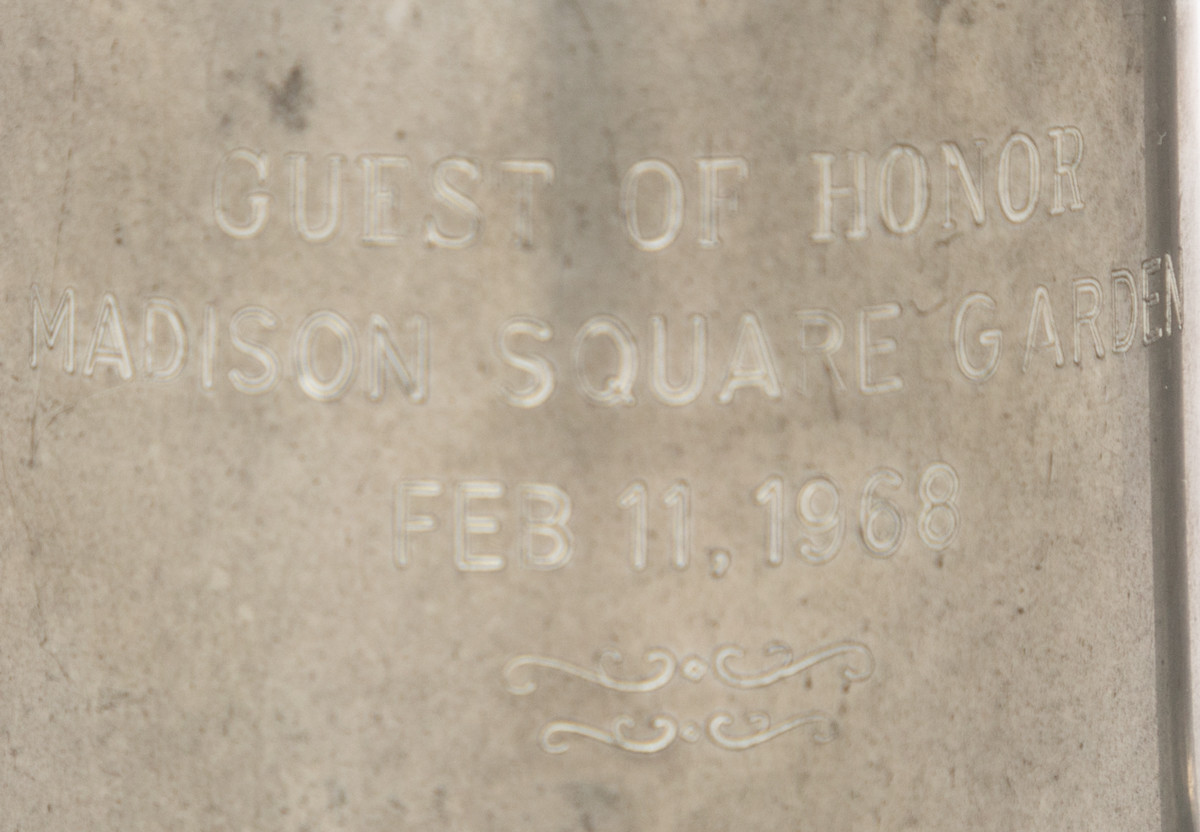 GUEST OF HONOR
MADISON SQUARE GARDEN
FEB 11, 1968